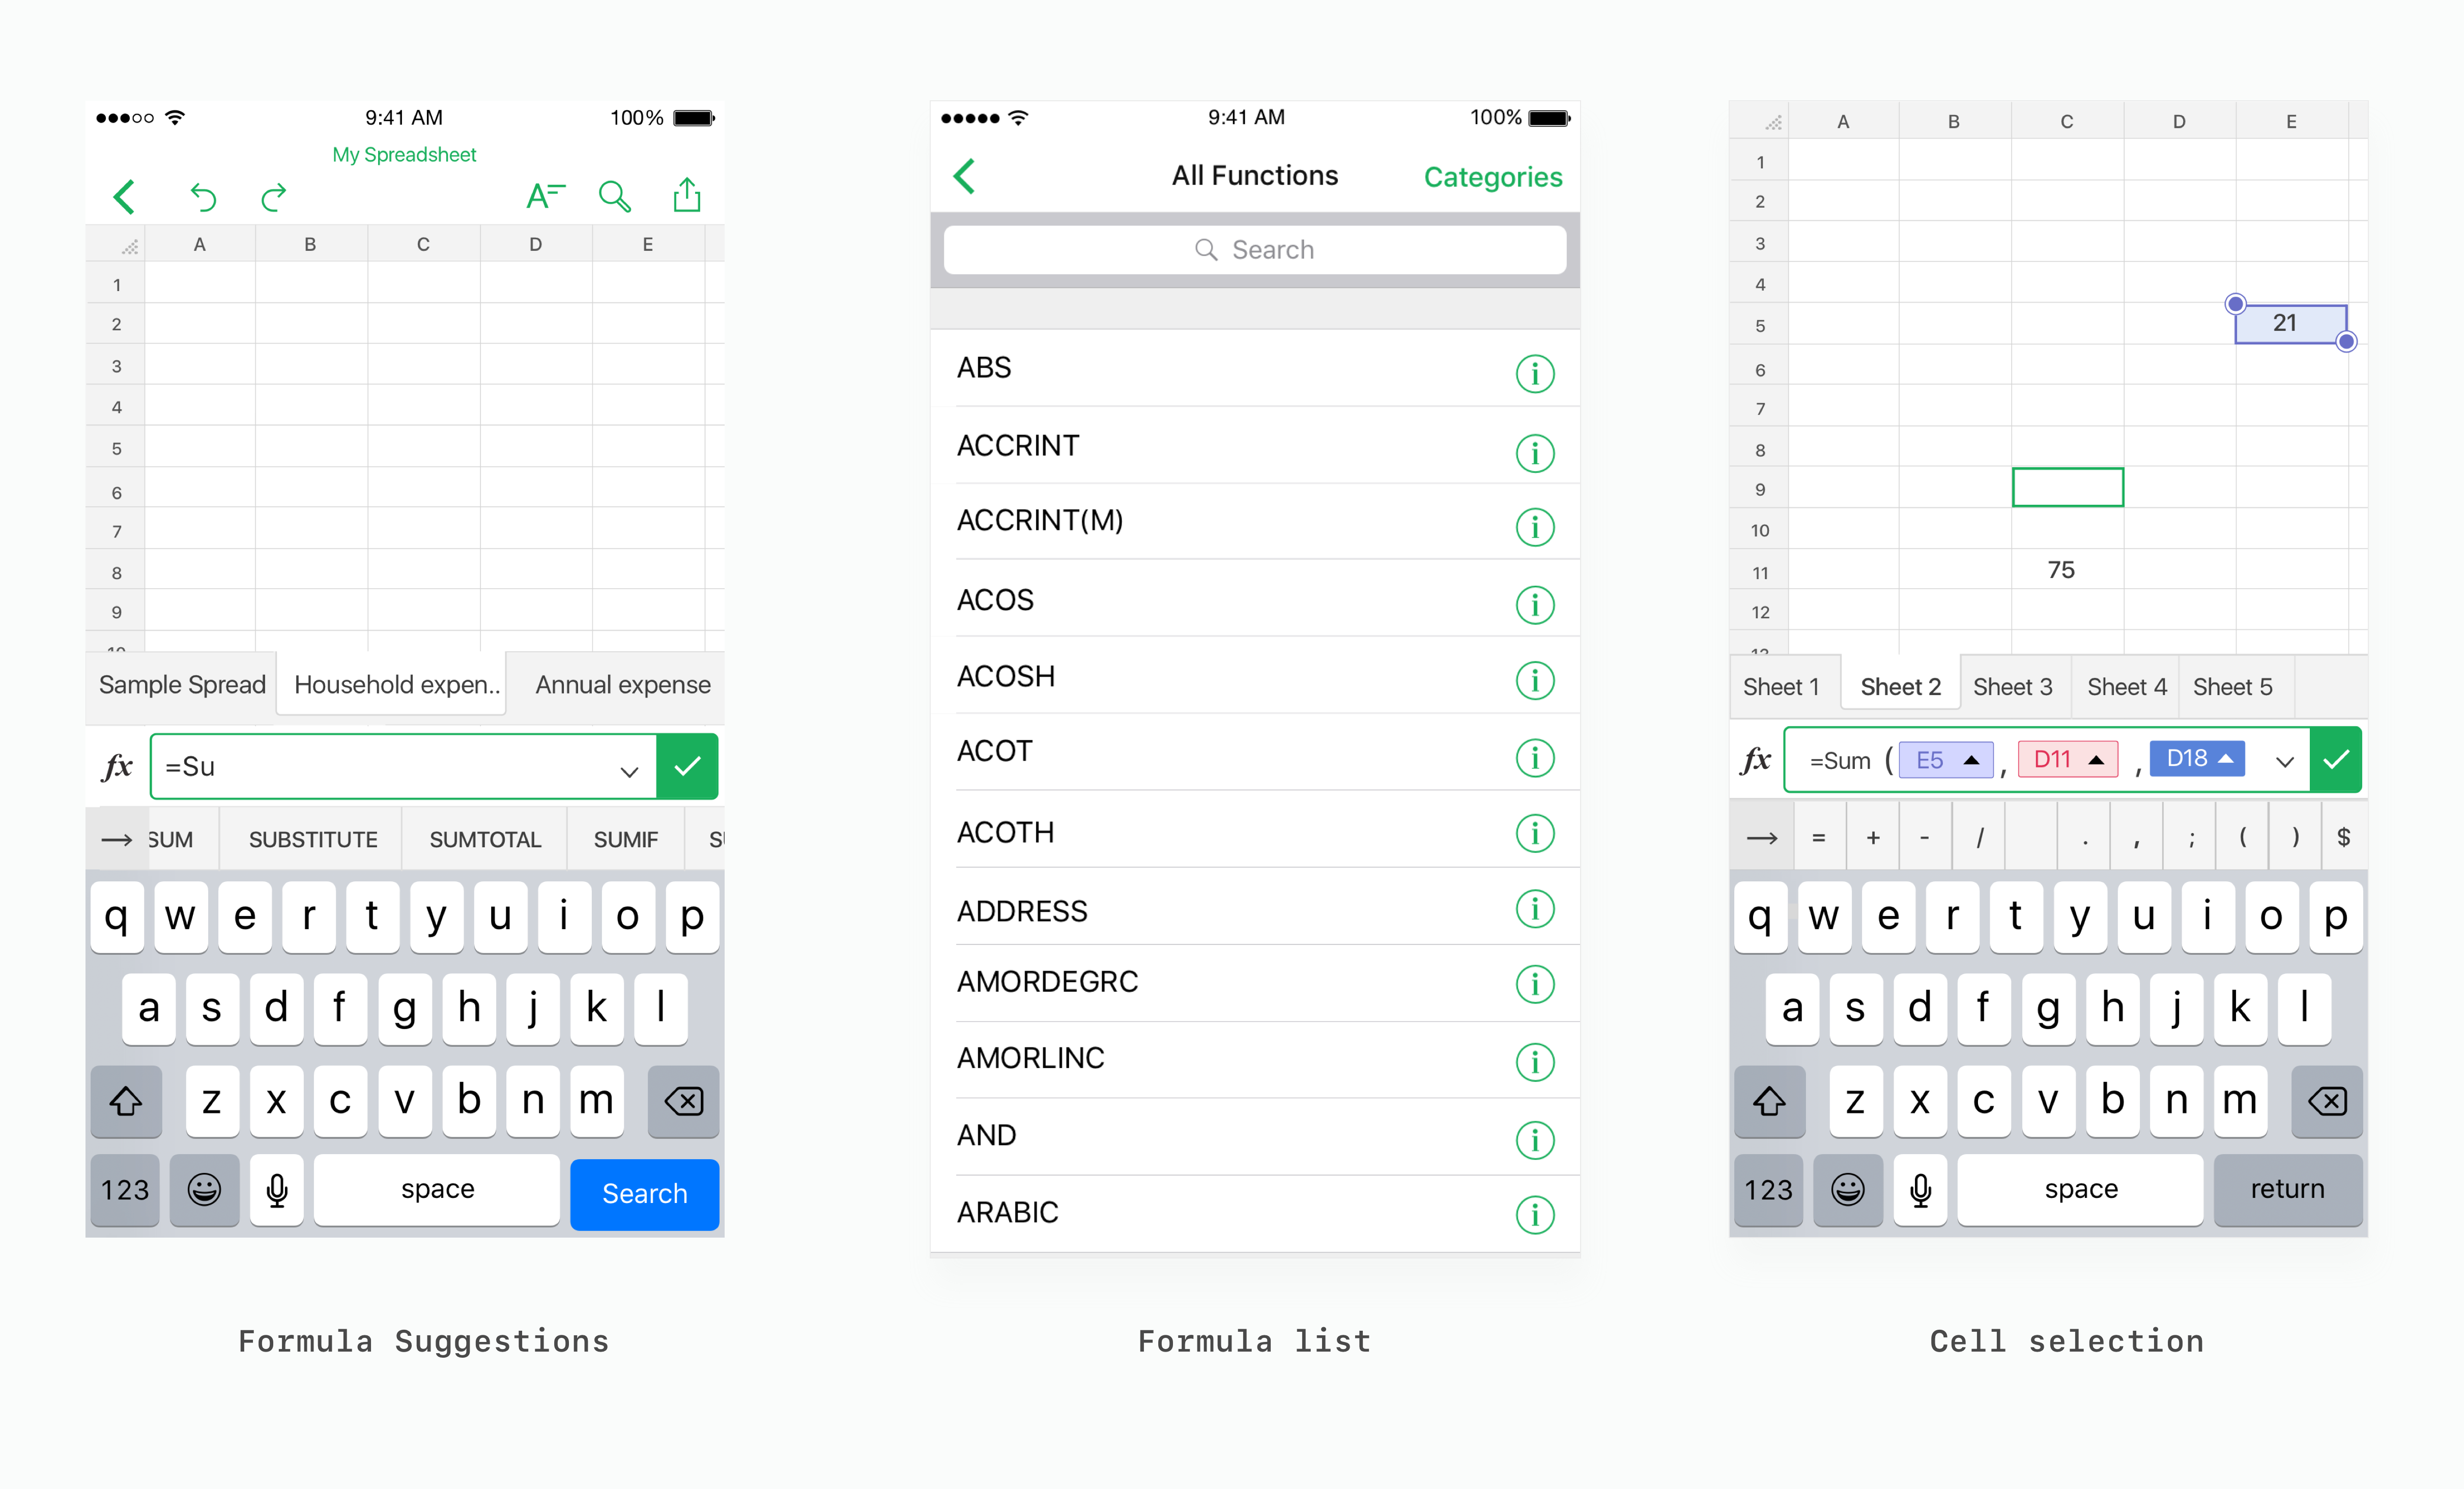 9:41 AM 100%
My Spreadsheet
A B C D E
1
2
3
4
5
6
7
8
9
10
Sample Spread Household expen.. Annual expense
fx =Su
SUM SUBSTITUTE SUMTOTAL SUMIF SU
q w e r t y u i o p
a s d f g h j k l
z x c v b n m
123 space Search
Formula Suggestions
9:41 AM 100%
All Functions Categories
Search
ABS
ACCRINT
ACCRINT(M)
ACOS
ACOSH
ACOT
ACOTH
ADDRESS
AMORDEGRC
AMORLINC
AND
ARABIC
Formula list
A B C D E
1
2
3
4
5 21
6
7
8
9
10
11 75
12
Sheet 1 Sheet 2 Sheet 3 Sheet 4 Sheet 5
fx =Sum ( E5 , D11 , D18
= + - / . , ; ( ) $
q w e r t y u i o p
a s d f g h j k l
z x c v b n m
123 space return
Cell selection